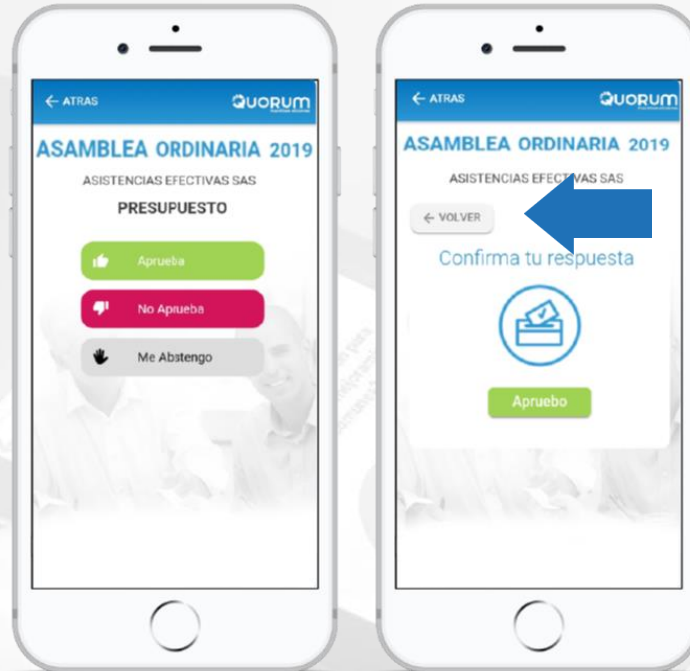 ← ATRAS
QUORUM
ASAMBLEA ORDINARIA 2019
ASISTENCIAS EFECTIVAS SAS
PRESUPUESTO
Aprueba
No Aprueba
Me Abstengo
← ATRAS
QUORUM
ASAMBLEA ORDINARIA 2019
ASISTENCIAS EFECTIVAS SAS
← VOLVER
Confirma tu respuesta
Apruebo